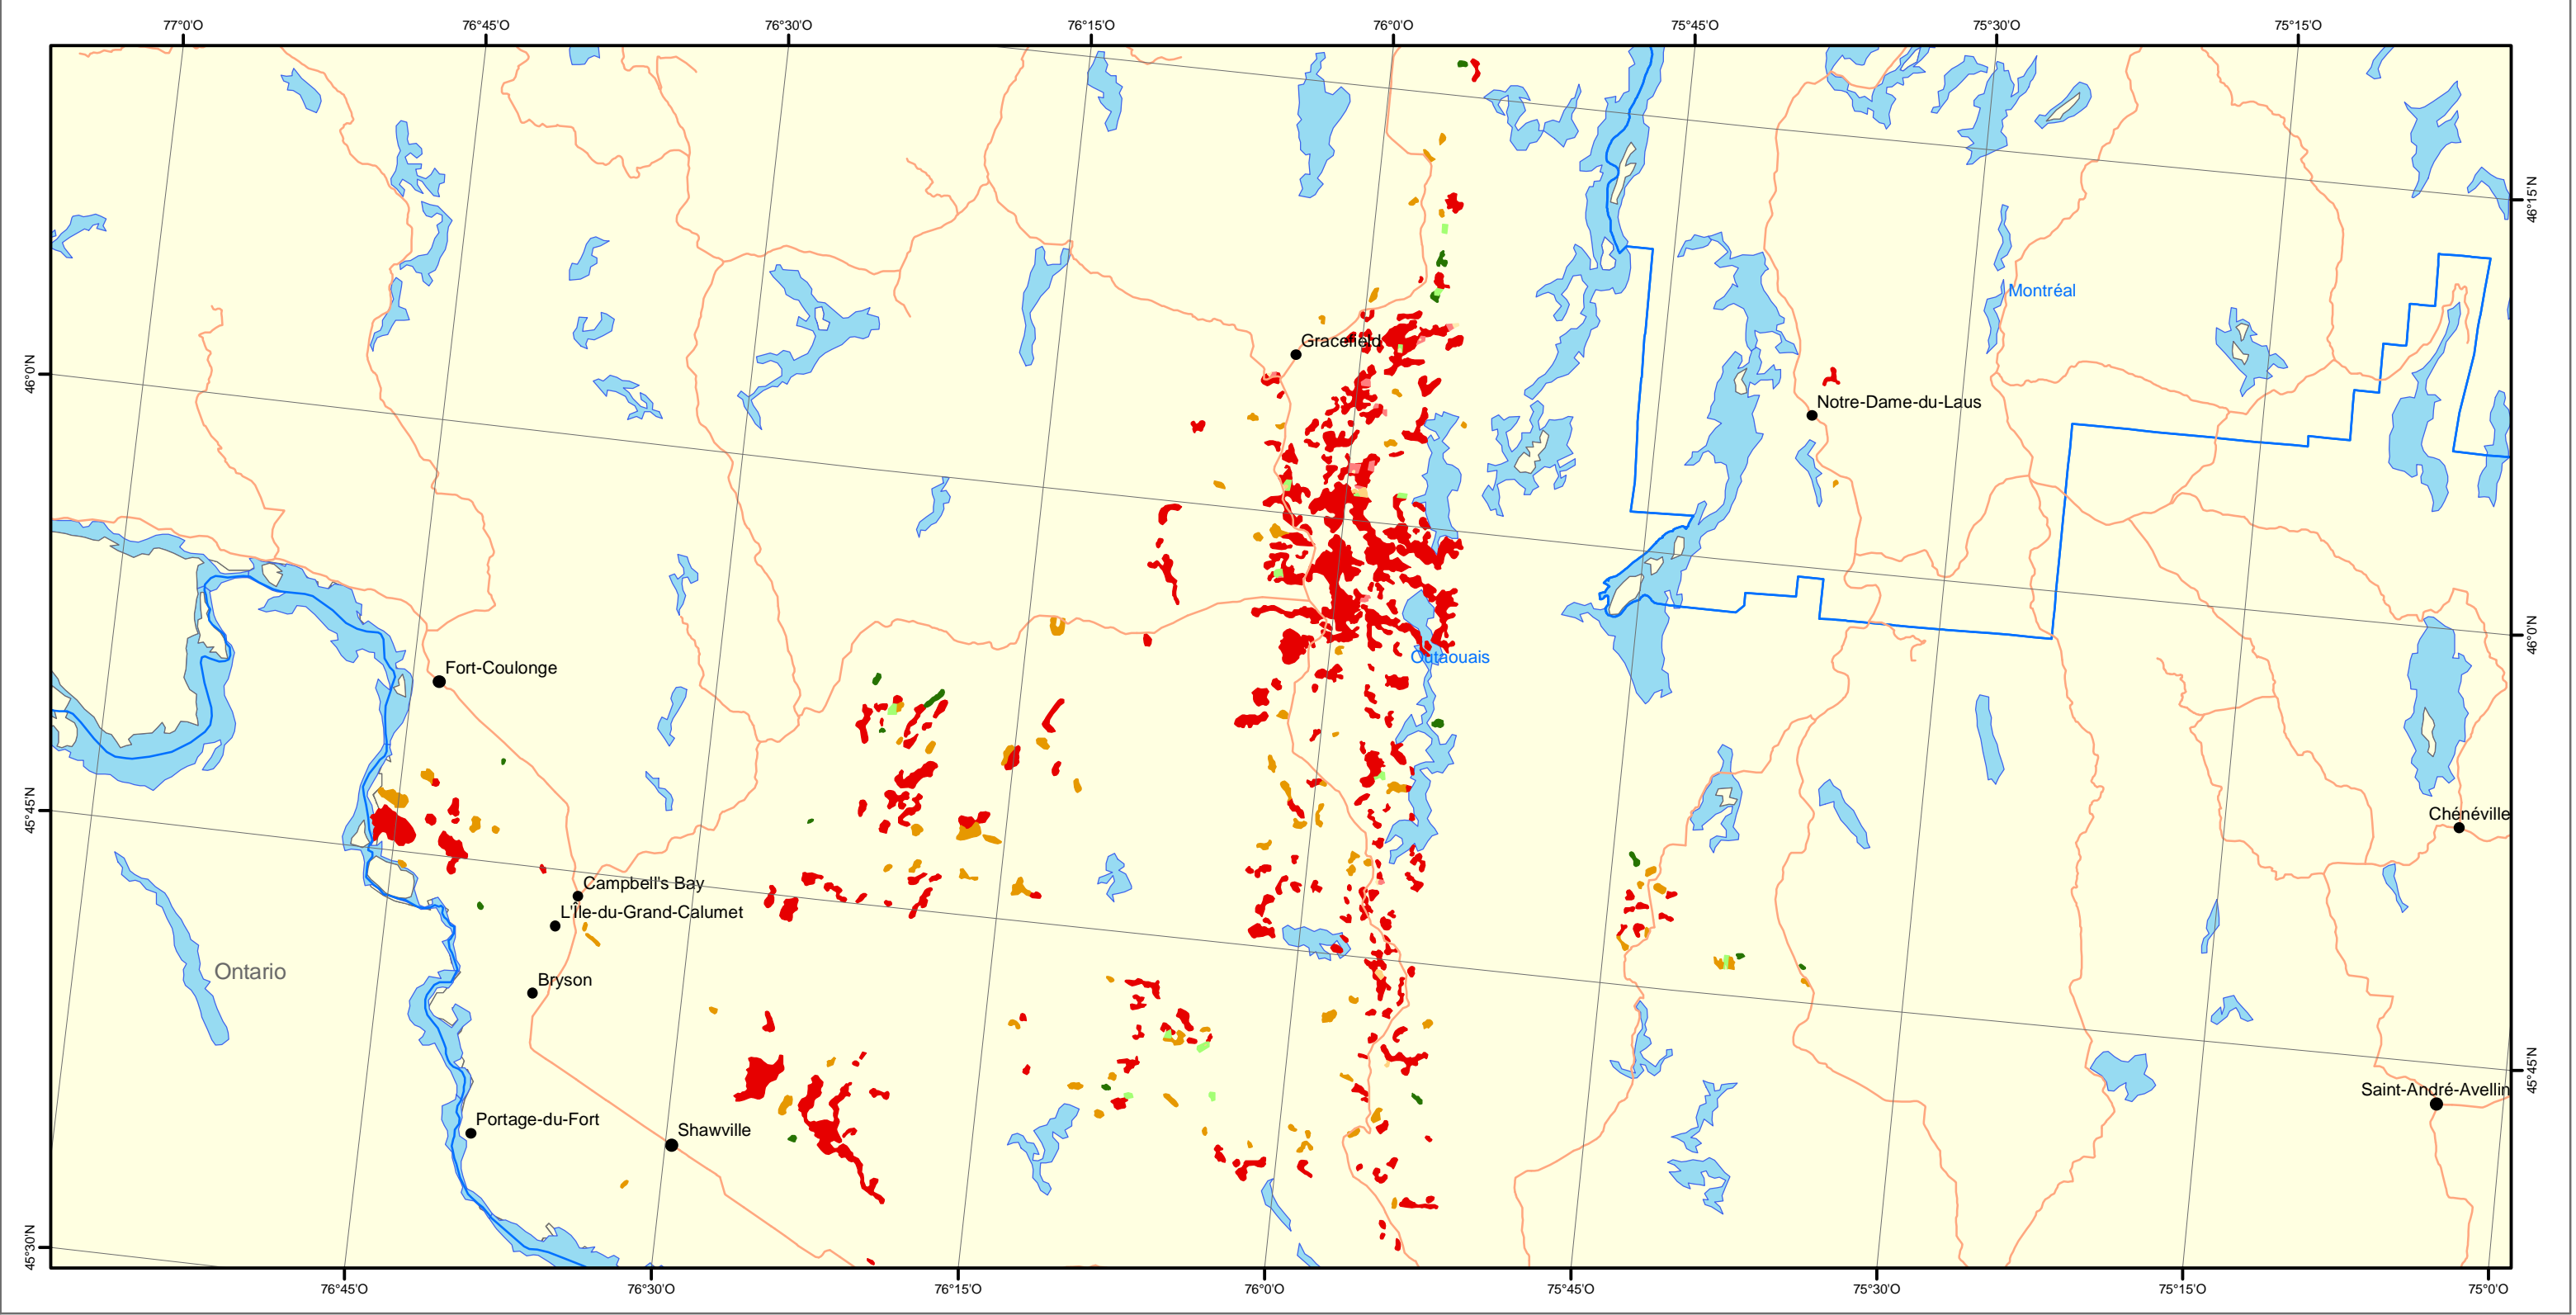 77°0'O
76°45'O
76°30'O
76°15'O
76°0'O
75°45'O
75°30'O
75°15'O
46°15'N
Montréal
Gracefield
46°0'N
Notre-Dame-du-Laus
46°0'N
Outaouais
Fort-Coulonge
45°45'N
Chénéville
Campbell's Bay
L'Île-du-Grand-Calumet
Ontario
Bryson
45°45'N
Saint-André-Avellin
Portage-du-Fort
Shawville
45°30'N
76°45'O
76°30'O
76°15'O
76°0'O
75°45'O
75°30'O
75°15'O
75°0'O